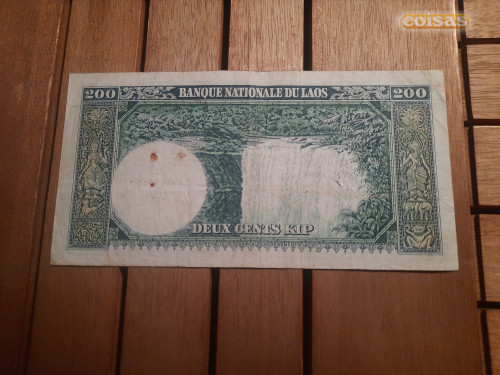 coisas
200 BANQUE NATIONALE DU LAOS 200
DEUX CENTS KIP